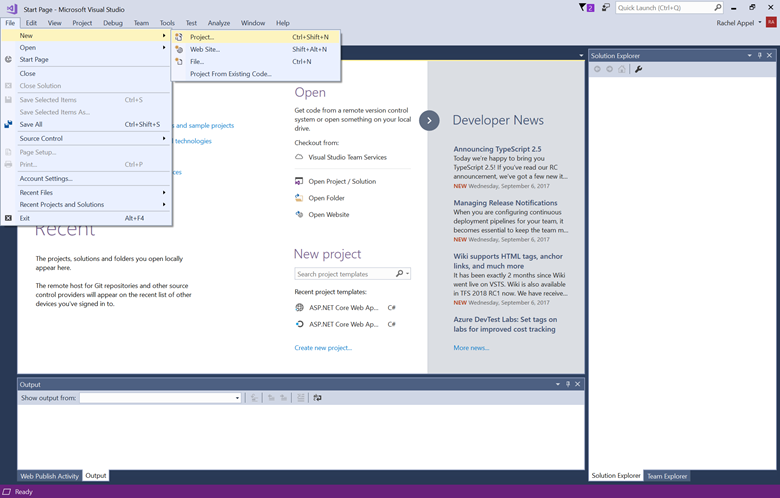 Start Page - Microsoft Visual Studio
2
Quick Launch (Ctrl+Q)
File Edit View Project Debug Team Tools Test Analyze Window Help
Rachel Appel
RA
New
Open
Start Page
Close
Close Solution
Save Selected Items Ctrl+S
Save Selected Items As...
Save All Ctrl+Shift+S
Source Control
Page Setup...
Print... Ctrl+P
Account Settings...
Recent Files
Recent Projects and Solutions
Exit Alt+F4
Project... Ctrl+Shift+N
Web Site... Shift+Alt+N
File... Ctrl+N
Project From Existing Code...
and sample projects
technologies
Recent
The projects, solutions and folders you open locally
appear here.
The remote host for Git repositories and other source
control providers will appear on the recent list of other
devices you've signed in to.
Open
Get code from a remote version control
system or open something on your local
drive.
Checkout from:
Visual Studio Team Services
Open Project / Solution
Open Folder
Open Website
New project
Search project templates
Recent project templates:
ASP.NET Core Web Ap... C#
ASP.NET Core Web Ap... C#
Create new project...
Developer News
Announcing TypeScript 2.5
Today we're happy to bring you
TypeScript 2.5! If you've read our RC
announcement, we've got a few new it...
NEW Wednesday, September 6, 2017
Managing Release Notifications
When you are configuring continuous
deployment pipelines for your team, it
becomes essential to keep the team m...
NEW Wednesday, September 6, 2017
Wiki supports HTML tags, anchor
links, and much more
It has been exactly 2 months since Wiki
went live on VSTS. Wiki is also available
in TFS 2018 RC1 now. We have receive...
NEW Wednesday, September 6, 2017
Azure DevTest Labs: Set tags on
labs for improved cost tracking
More news...
Solution Explorer
Output
Show output from:
Web Publish Activity Output
Solution Explorer Team Explorer
Ready